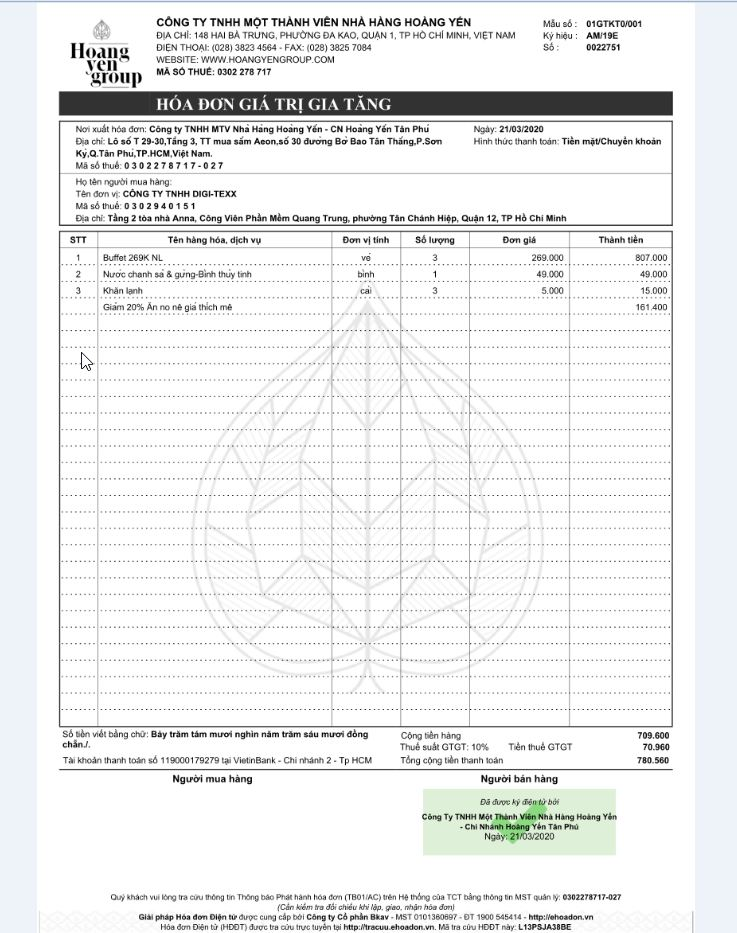 Hoang
yen
group
CÔNG TY TNHH MỘT THÀNH VIÊN NHÀ HÀNG HOÀNG YẾN
ĐỊA CHỈ: 148 HAI BÀ TRƯNG, PHƯỜNG ĐA KAO, QUẬN 1, TP HỒ CHÍ MINH, VIỆT NAM
ĐIỆN THOẠI: (028) 3823 4564 - FAX: (028) 3825 7084
WEBSITE: WWW.HOANGYENGROUP.COM
MÃ SỐ THUẾ: 0302 278 717
Mẫu số : 01GTKT0/001
Ký hiệu : AM/19E
Số : 0022751
HÓA ĐƠN GIÁ TRỊ GIA TĂNG
Nơi xuất hóa đơn: Công ty TNHH MTV Nhà Hàng Hoàng Yến - CN Hoàng Yến Tân Phú
Địa chỉ: Lô số T 29-30,Tầng 3, TT mua sắm Aeon,số 30 đường Bờ Bao Tân Thắng,P.Sơn
Kỳ,Q.Tân Phú,TP.HCM,Việt Nam.
Mã số thuế: 0 3 0 2 2 7 8 7 1 7 - 0 2 7
Ngày: 21/03/2020
Hình thức thanh toán: Tiền mặt/Chuyển khoản
Họ tên người mua hàng:
Tên đơn vị: CÔNG TY TNHH DIGI-TEXX
Mã số thuế: 0 3 0 2 9 4 0 1 5 1
Địa chỉ: Tầng 2 tòa nhà Anna, Công Viên Phần Mềm Quang Trung, phường Tân Chánh Hiệp, Quận 12, TP Hồ Chí Minh
STT Tên hàng hóa, dịch vụ Đơn vị tính Số lượng Đơn giá Thành tiền
1 Buffet 269K NL vé 3 269.000 807.000
2 Nước chanh sả & gừng-Bình thủy tinh bình 1 49.000 49.000
3 Khăn lạnh cái 3 5.000 15.000
Giảm 20% Ăn no nê giá thích mê 161.400
Số tiền viết bằng chữ: Bảy trăm tám mươi nghìn năm trăm sáu mươi đồng
chẵn./.
Tài khoản thanh toán số 119000179279 tại VietinBank - Chi nhánh 2 - Tp HCM
Cộng tiền hàng 709.600
Thuế suất GTGT: 10% Tiền thuế GTGT 70.960
Tổng cộng tiền thanh toán 780.560
Người mua hàng Người bán hàng
Đã được ký điện tử bởi
Công Ty TNHH Một Thành Viên Nhà Hàng Hoàng Yến
- Chi Nhánh Hoàng Yến Tân Phú
Ngày: 21/03/2020
Quý khách vui lòng tra cứu thông tin Thông báo Phát hành hóa đơn (TB01/AC) trên Hệ thống của TCT bằng thông tin MST quản lý: 0302278717-027
(Cần kiểm tra đối chiếu khi lập, giao, nhận hóa đơn)
Giải pháp Hóa đơn Điện tử được cung cấp bởi Công ty Cổ phần Bkav - MST 0101360697 - ĐT 1900 545414 - http://ehoadon.vn
Hóa đơn Điện tử (HĐĐT) được tra cứu trực tuyến tại http://tracuu.ehoadon.vn. Mã tra cứu HĐĐT này: L13PSJA38BE